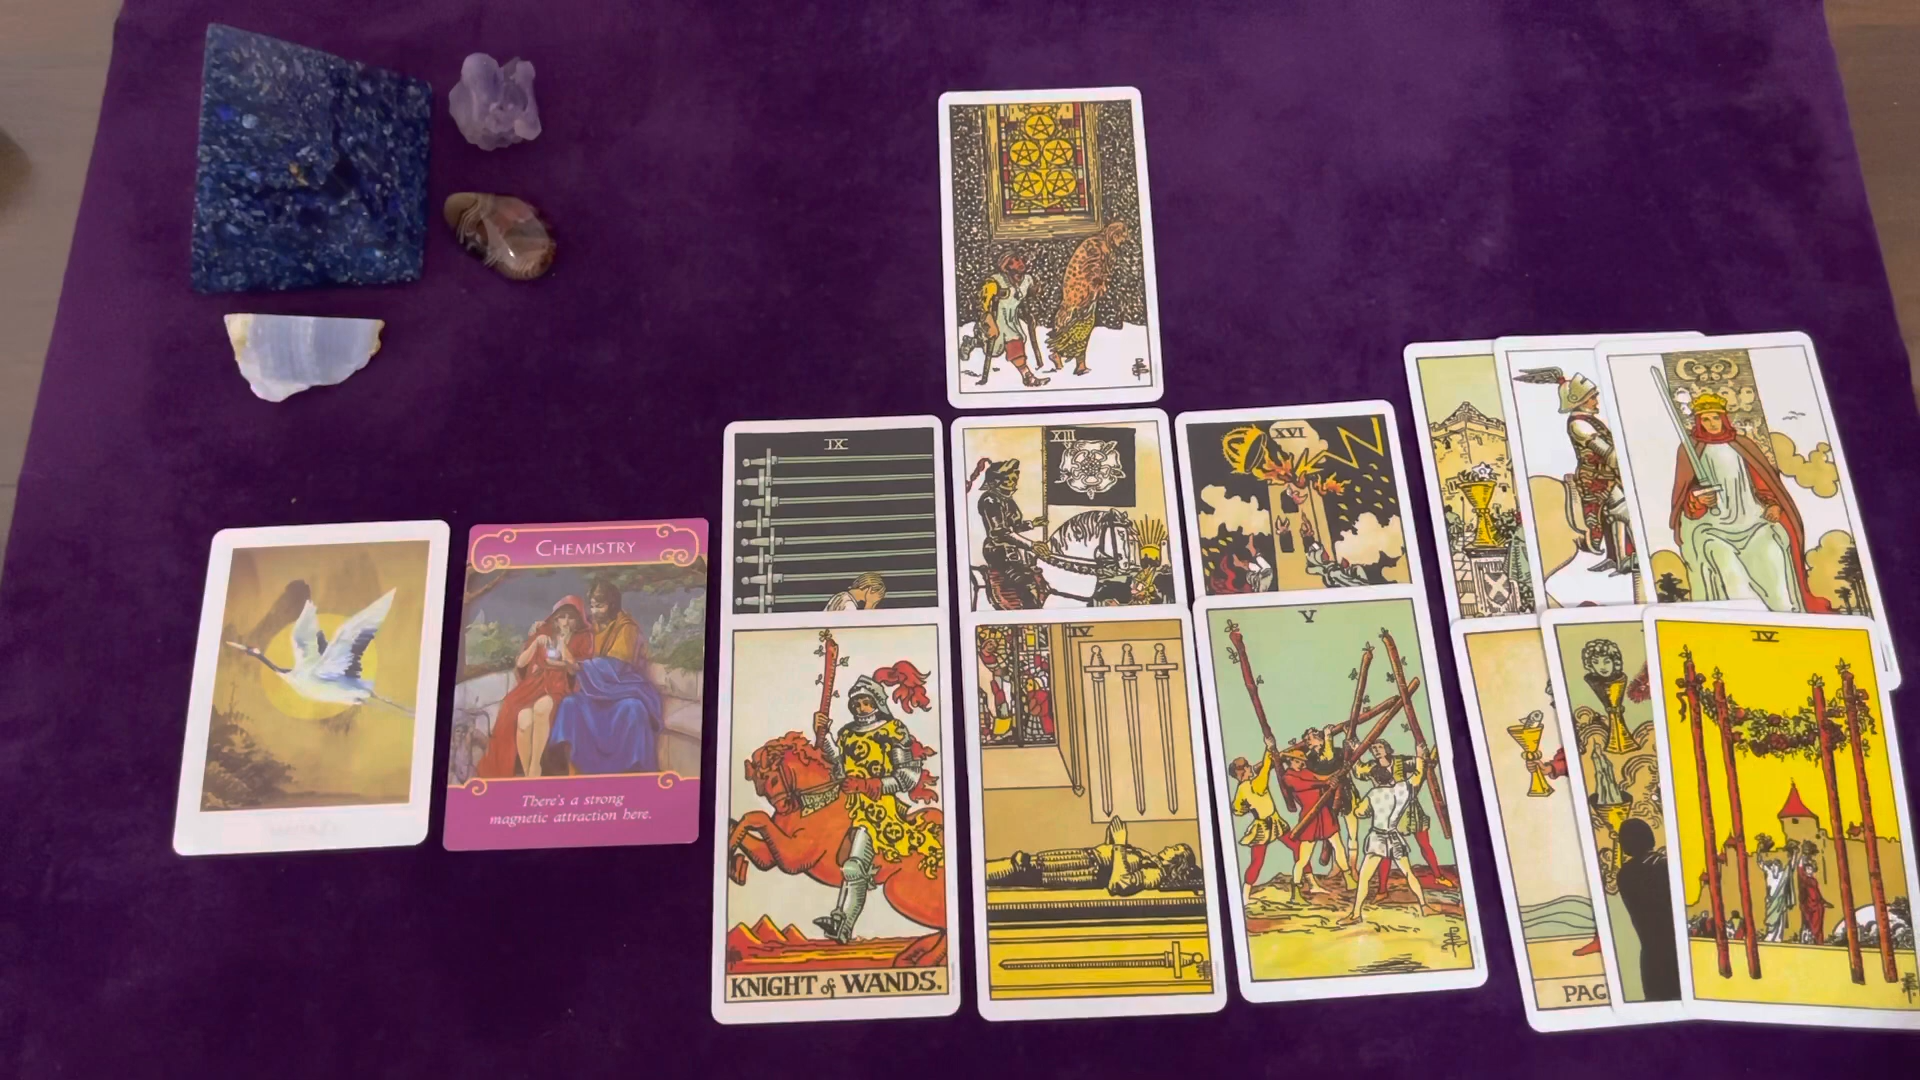 IX
XIII
XVI
CHEMISTRY
There's a strong
magnetic attraction here.
IV
V
IV
KNIGHT of WANDS.
PAG